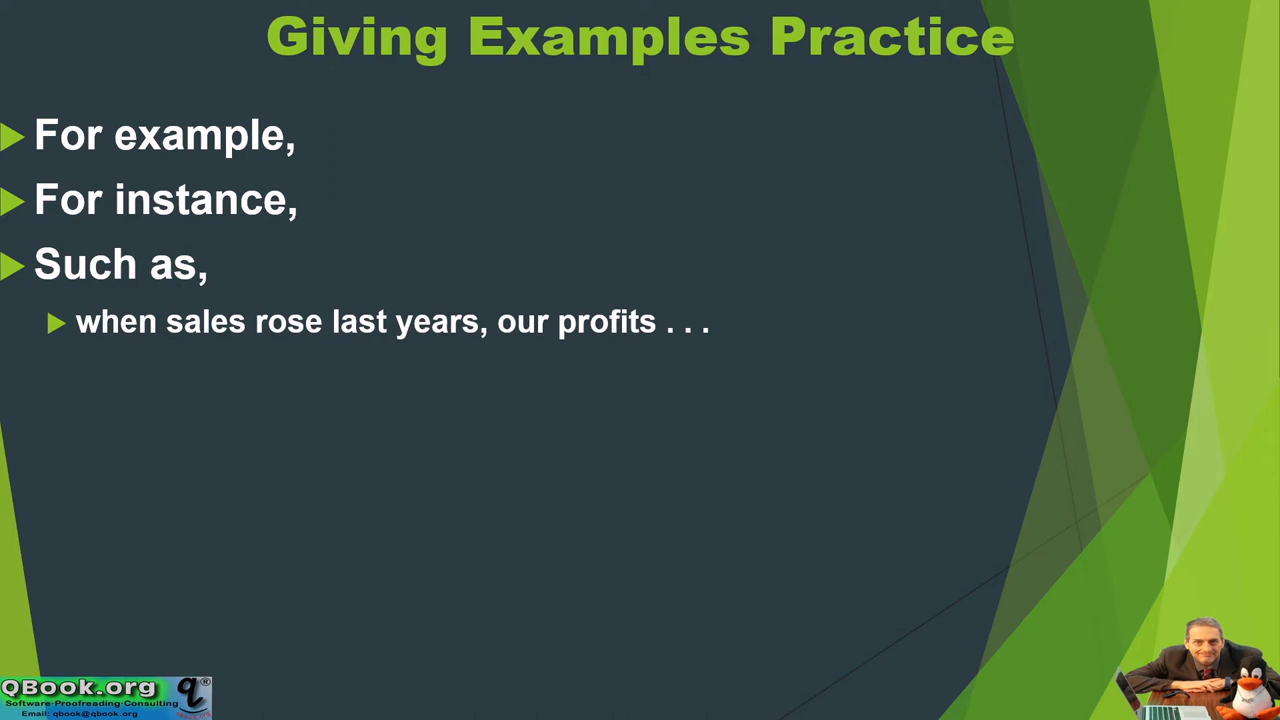 Giving Examples Practice
For example,
For instance,
Such as,
when sales rose last years, our profits . . .
QBook.org
q®
Software-Proofreading-Consulting
Email: qbook@qbook.org